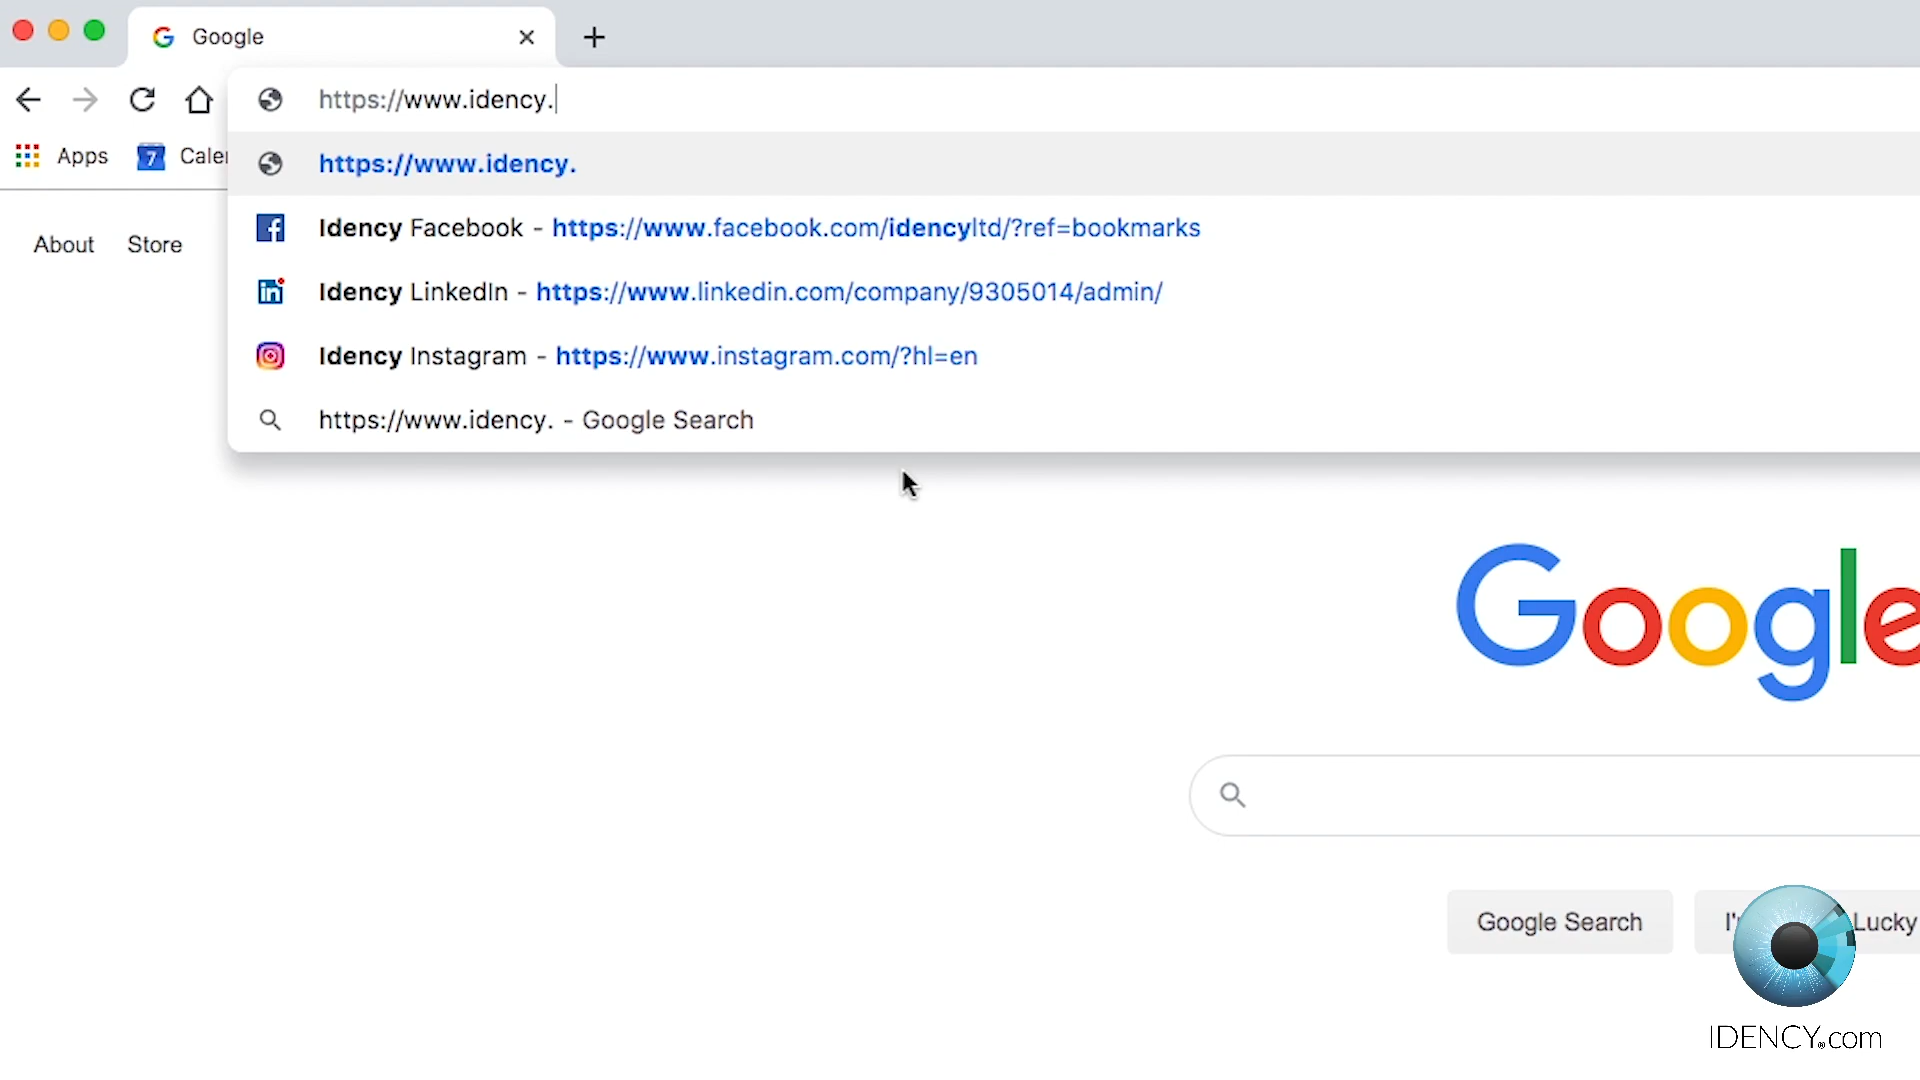 Google
https://www.idency.
Apps
7
Caler
https://www.idency.
Idency Facebook - https://www.facebook.com/idencyltd/?ref=bookmarks
About Store
Idency LinkedIn - https://www.linkedin.com/company/9305014/admin/
Idency Instagram - https://www.instagram.com/?hl=en
https://www.idency. - Google Search
Google
Google Search
I' Lucky
IDENCY®.com